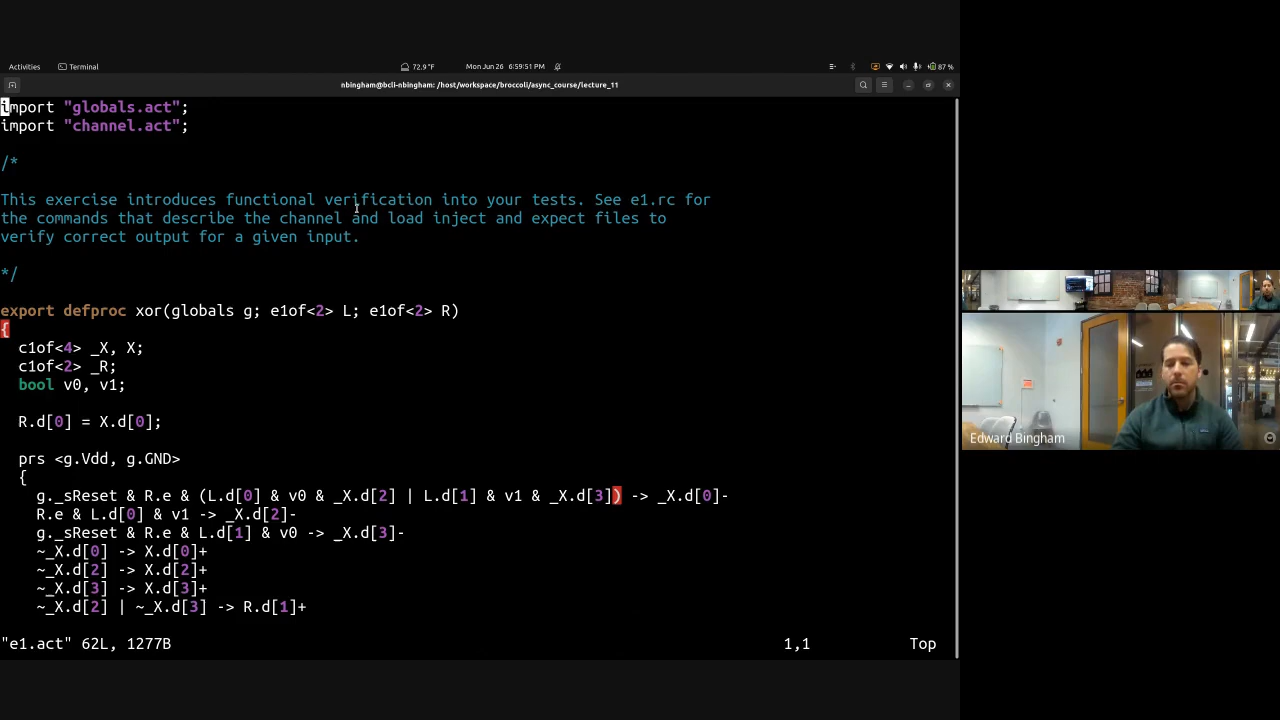 Activities
Terminal
72.9 °F
Mon Jun 26 6:59:51 PM
87 %
nbingham@bcli-nbingham: /host/workspace/broccoli/async_course/lecture_11
import "globals.act";
import "channel.act";
/*
This exercise introduces functional verification into your tests. See e1.rc for
the commands that describe the channel and load inject and expect files to
verify correct output for a given input.
*/
export defproc xor(globals g; e1of<2> L; e1of<2> R)
{
c1of<4> _X, X;
c1of<2> _R;
bool v0, v1;
R.d[0] = X.d[0];
prs <g.Vdd, g.GND>
{
g._sReset & R.e & (L.d[0] & v0 & _X.d[2] | L.d[1] & v1 & _X.d[3]) -> _X.d[0]-
R.e & L.d[0] & v1 -> _X.d[2]-
g._sReset & R.e & L.d[1] & v0 -> _X.d[3]-
~_X.d[0] -> X.d[0]+
~_X.d[2] -> X.d[2]+
~_X.d[3] -> X.d[3]+
~_X.d[2] | ~_X.d[3] -> R.d[1]+
"e1.act" 62L, 1277B
1,1
Top
Edward Bingham